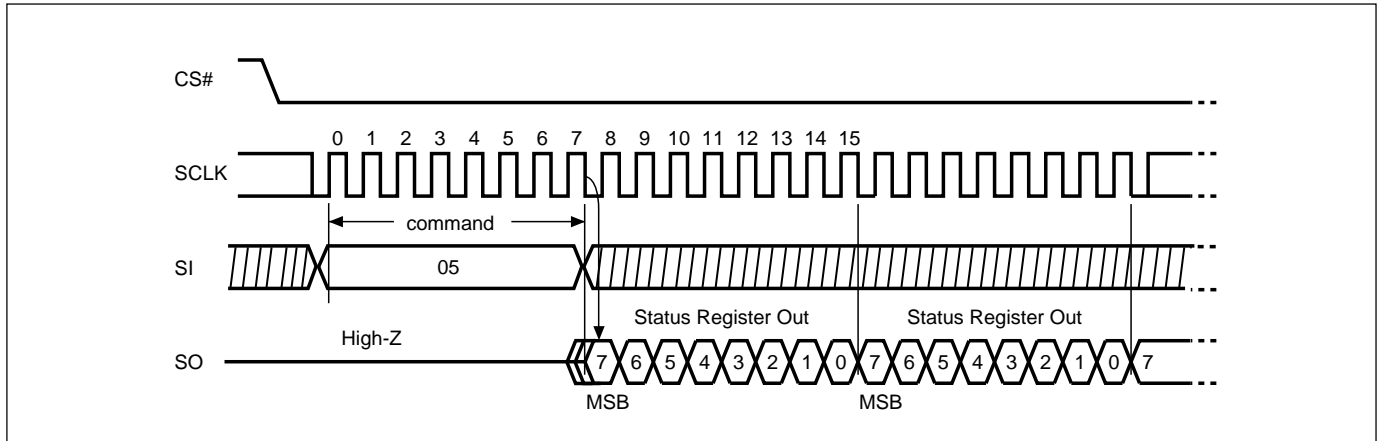 CS#
0 1 2 3 4 5 6 7 8 9 10 11 12 13 14 15
SCLK
command
SI
05
Status Register Out Status Register Out
High-Z
SO
7 6 5 4 3 2 1 0 7 6 5 4 3 2 1 0 7
MSB MSB